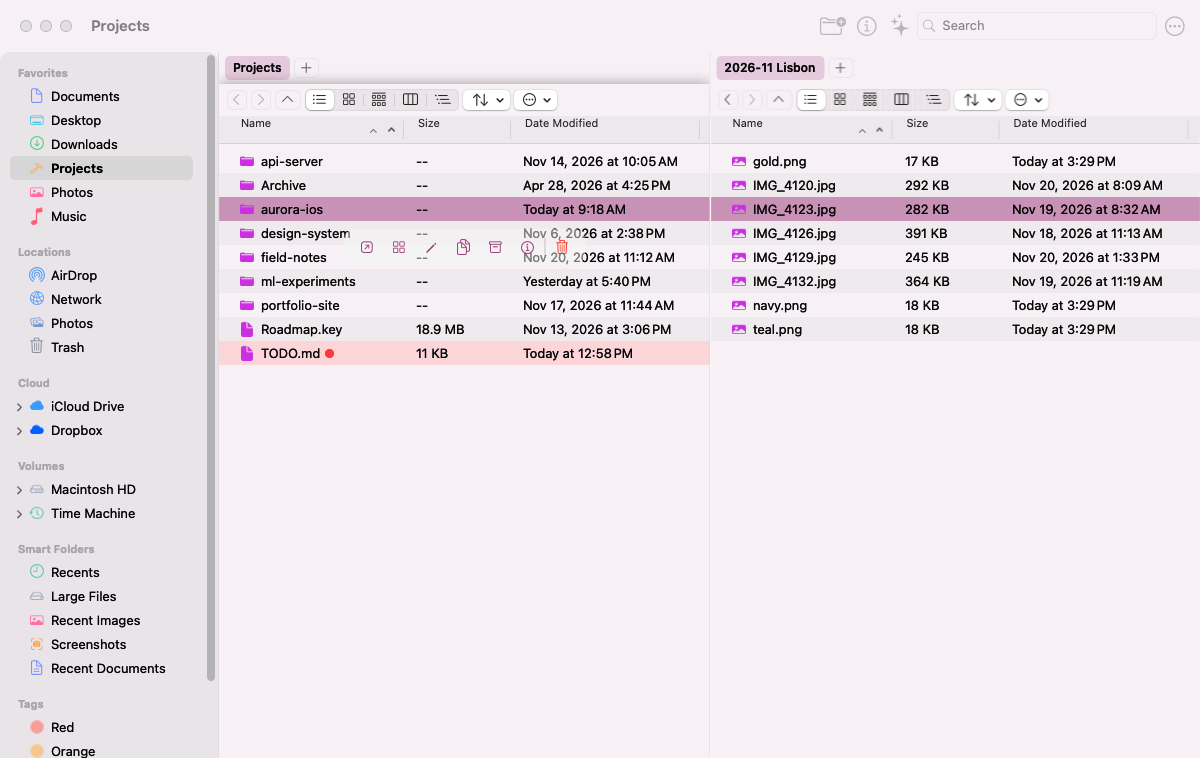 Projects
Search
Favorites
Documents
Desktop
Downloads
Projects
Photos
Music
Locations
AirDrop
Network
Photos
Trash
Cloud
iCloud Drive
Dropbox
Volumes
Macintosh HD
Time Machine
Smart Folders
Recents
Large Files
Recent Images
Screenshots
Recent Documents
Tags
Red
Orange
Projects
Name Size Date Modified
api-server -- Nov 14, 2026 at 10:05 AM
Archive -- Apr 28, 2026 at 4:25 PM
aurora-ios -- Today at 9:18 AM
design-system -- Nov 6, 2026 at 2:38 PM
field-notes -- Nov 20, 2026 at 11:12 AM
ml-experiments -- Yesterday at 5:40 PM
portfolio-site -- Nov 17, 2026 at 11:44 AM
Roadmap.key 18.9 MB Nov 13, 2026 at 3:06 PM
TODO.md 11 KB Today at 12:58 PM
2026-11 Lisbon
Name Size Date Modified
gold.png 17 KB Today at 3:29 PM
IMG_4120.jpg 292 KB Nov 20, 2026 at 8:09 AM
IMG_4123.jpg 282 KB Nov 19, 2026 at 8:32 AM
IMG_4126.jpg 391 KB Nov 18, 2026 at 11:13 AM
IMG_4129.jpg 245 KB Nov 20, 2026 at 1:33 PM
IMG_4132.jpg 364 KB Nov 19, 2026 at 11:19 AM
navy.png 18 KB Today at 3:29 PM
teal.png 18 KB Today at 3:29 PM